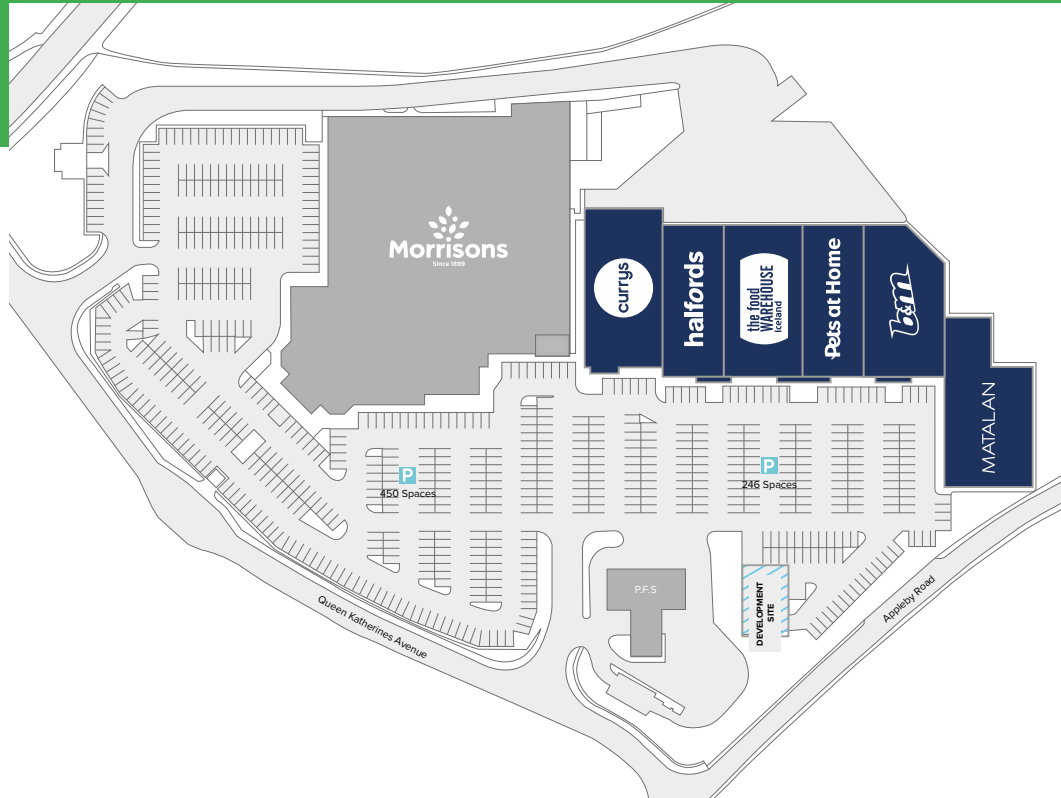 Morrisons
Since 1899
currys
halfords
the food
WAREHOUSE
Iceland
Pets at Home
b&m
MATALAN
P
450 Spaces
P
246 Spaces
P.F.S
DEVELOPMENT
SITE
Appleby Road
Queen Katherines Avenue